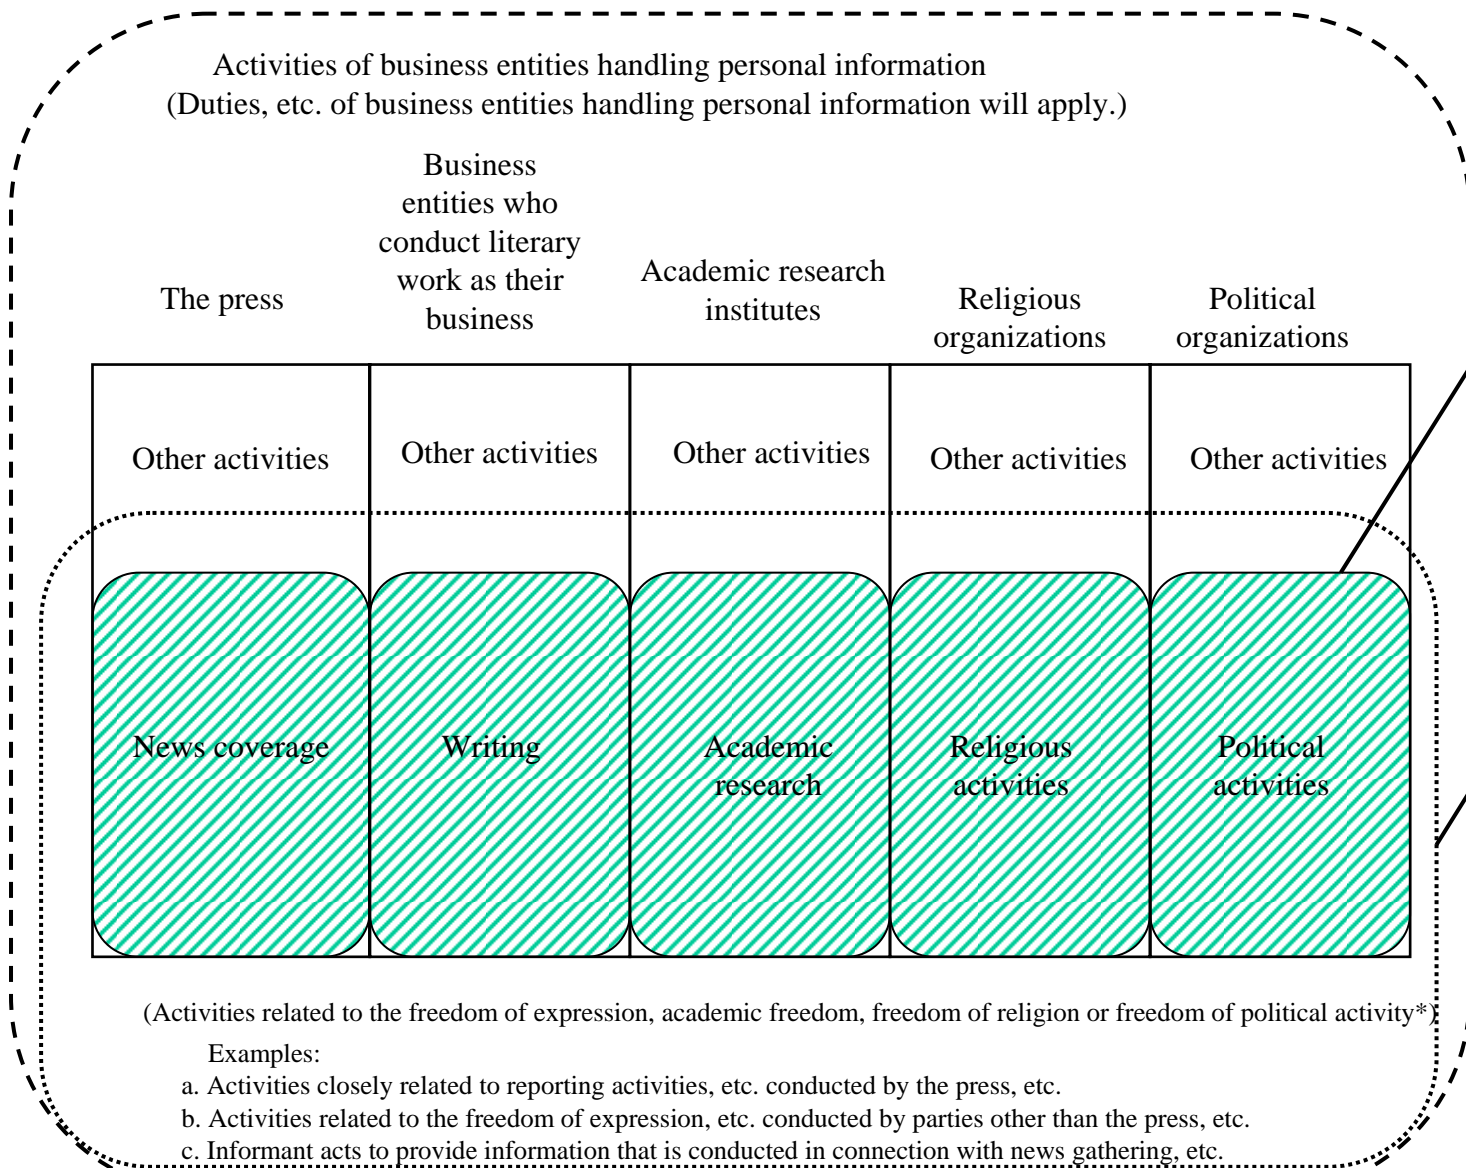 Activities of business entities handling personal information
(Duties, etc. of business entities handling personal information will apply.)
The press
Business
entities who
conduct literary
work as their
business
Academic research
institutes
Religious
organizations
Political
organizations
Other activities
Other activities
Other activities
Other activities
Other activities
News coverage
Writing
Academic
research
Religious
activities
Political
activities
(Activities related to the freedom of expression, academic freedom, freedom of religion or freedom of political activity*)
Examples:
a. Activities closely related to reporting activities, etc. conducted by the press, etc.
b. Activities related to the freedom of expression, etc. conducted by parties other than the press, etc.
c. Informant acts to provide information that is conducted in connection with news gathering, etc.